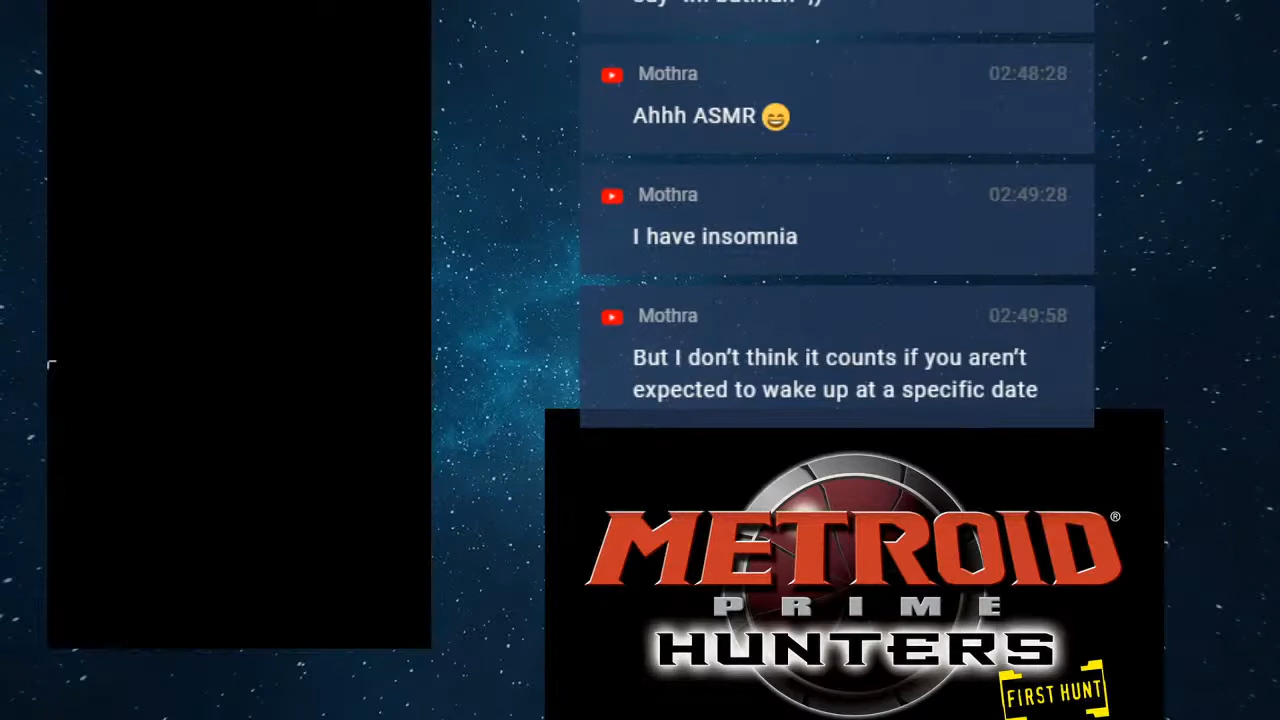 Mothra 02:48:28
Ahhh ASMR 😄
Mothra 02:49:28
I have insomnia
Mothra 02:49:58
But I don’t think it counts if you aren’t
expected to wake up at a specific date
METROID®
PRIME
HUNTERS
FIRST HUNT